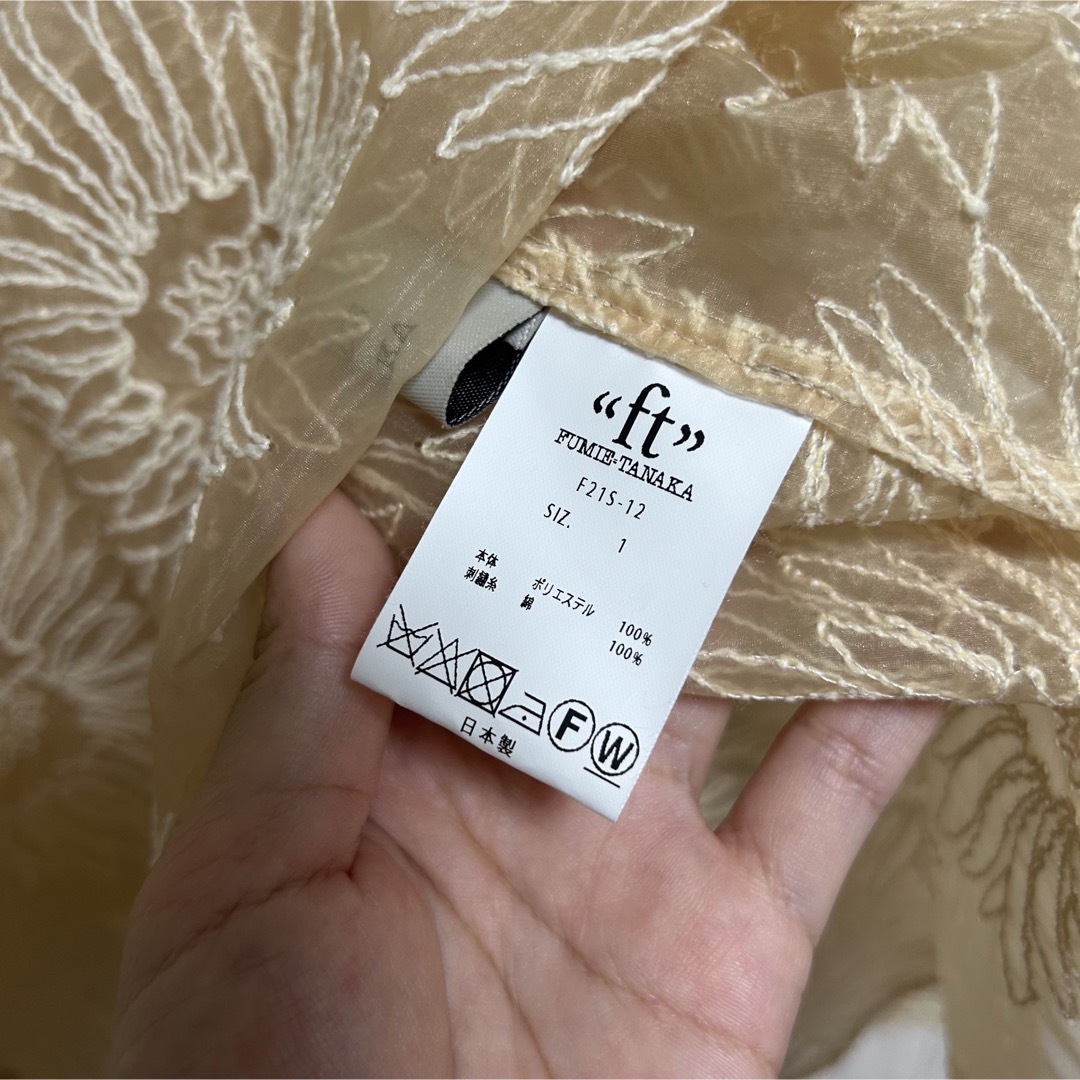 “ft”
FUMIE=TANAKA
F21S-12
SIZ. 1
本体 ポリエステル 100%
刺繍糸 綿 100%
F W
日本製